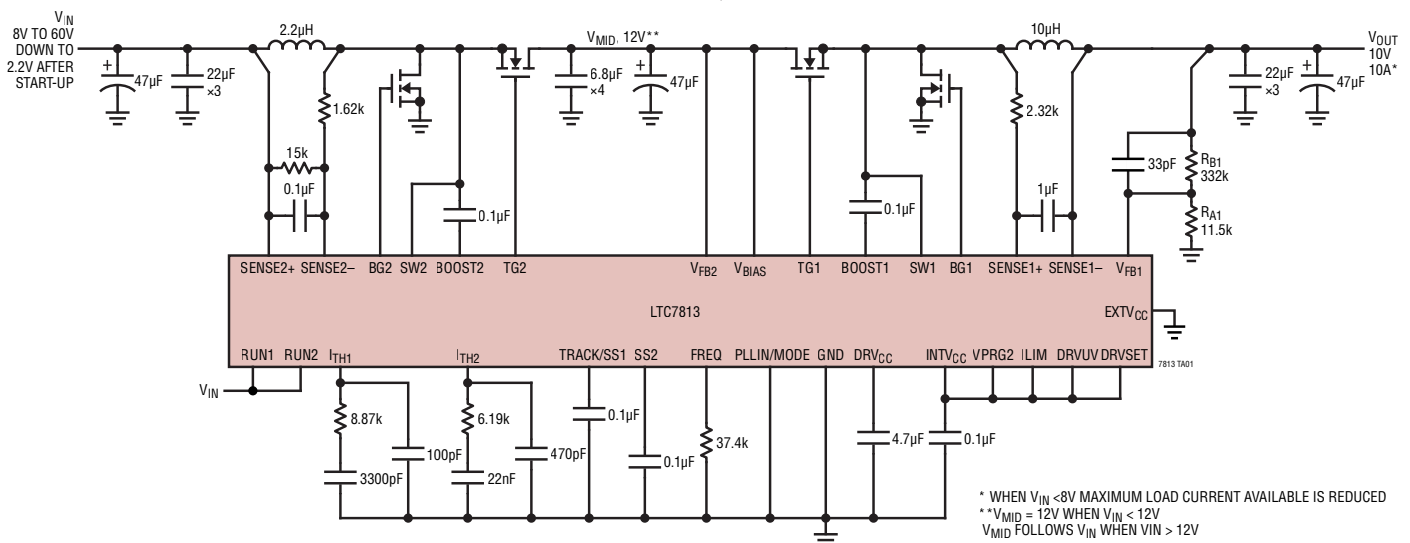 VIN
8V TO 60V
DOWN TO
2.2V AFTER
START-UP
2.2µH
VMID, 12V**
10µH
VOUT
10V
10A*
+
47µF
22µF
×3
1.62k
6.8µF
×4
+
47µF
2.32k
22µF
×3
+
47µF
15k
0.1µF
0.1µF
0.1µF
1µF
33pF
RB1
332k
RA1
11.5k
SENSE2+ SENSE2– BG2 SW2 BOOST2 TG2 VFB2 VBIAS TG1 BOOST1 SW1 BG1 SENSE1+ SENSE1– VFB1
LTC7813
EXTVCC
RUN1 RUN2 ITH1 ITH2 TRACK/SS1 SS2 FREQ PLLIN/MODE GND DRVCC INTVCC VPRG2 ILIM DRVUV DRVSET
7813 TA01
VIN
8.87k
100pF
3300pF
6.19k
470pF
22nF
0.1µF
0.1µF
37.4k
4.7µF
0.1µF
* WHEN VIN <8V MAXIMUM LOAD CURRENT AVAILABLE IS REDUCED
**VMID = 12V WHEN VIN < 12V
VMID FOLLOWS VIN WHEN VIN > 12V